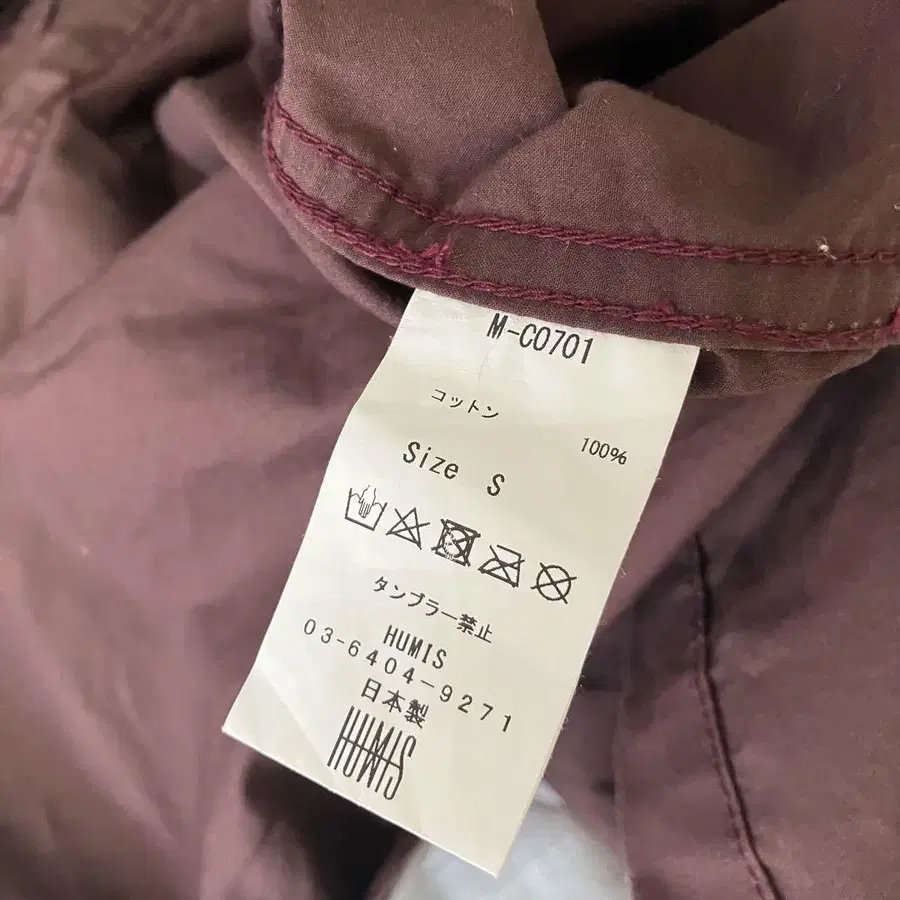 M-C0701
コットン 100%
Size S
タンブラー禁止
HUMIS
03-6404-9271
日本製
HUMIS